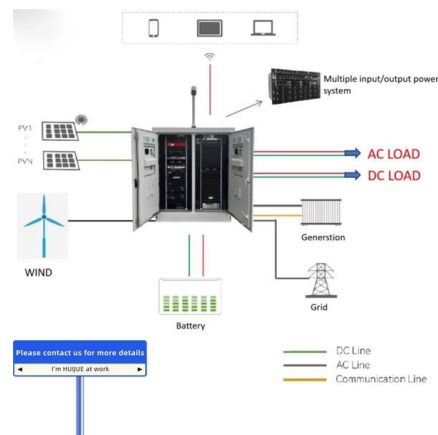 Multiple input/output power
system
PV1
PVN
AC LOAD
DC LOAD
WIND
Generstion
Grid
Battery
Please contact us for more details
I'm HUIJUE at work
DC Line
AC Line
Communication Line